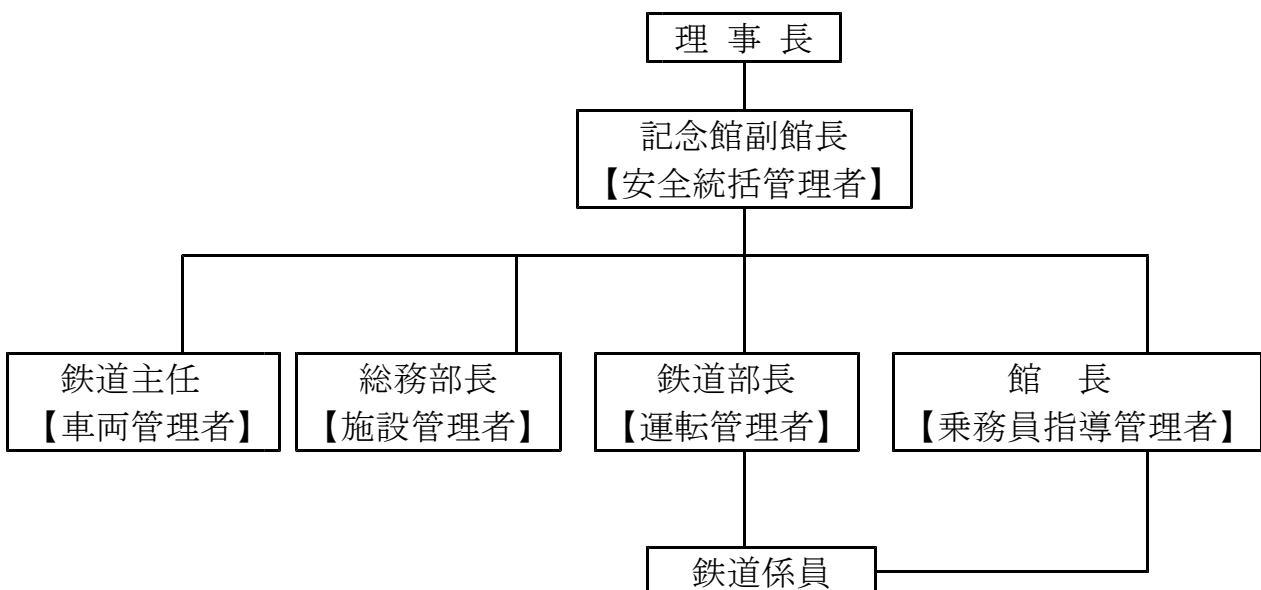 理 事 長
記念館副館長
【安全統括管理者】
鉄道主任
【車両管理者】
総務部長
【施設管理者】
鉄道部長
【運転管理者】
館　長
【乗務員指導管理者】
鉄道係員